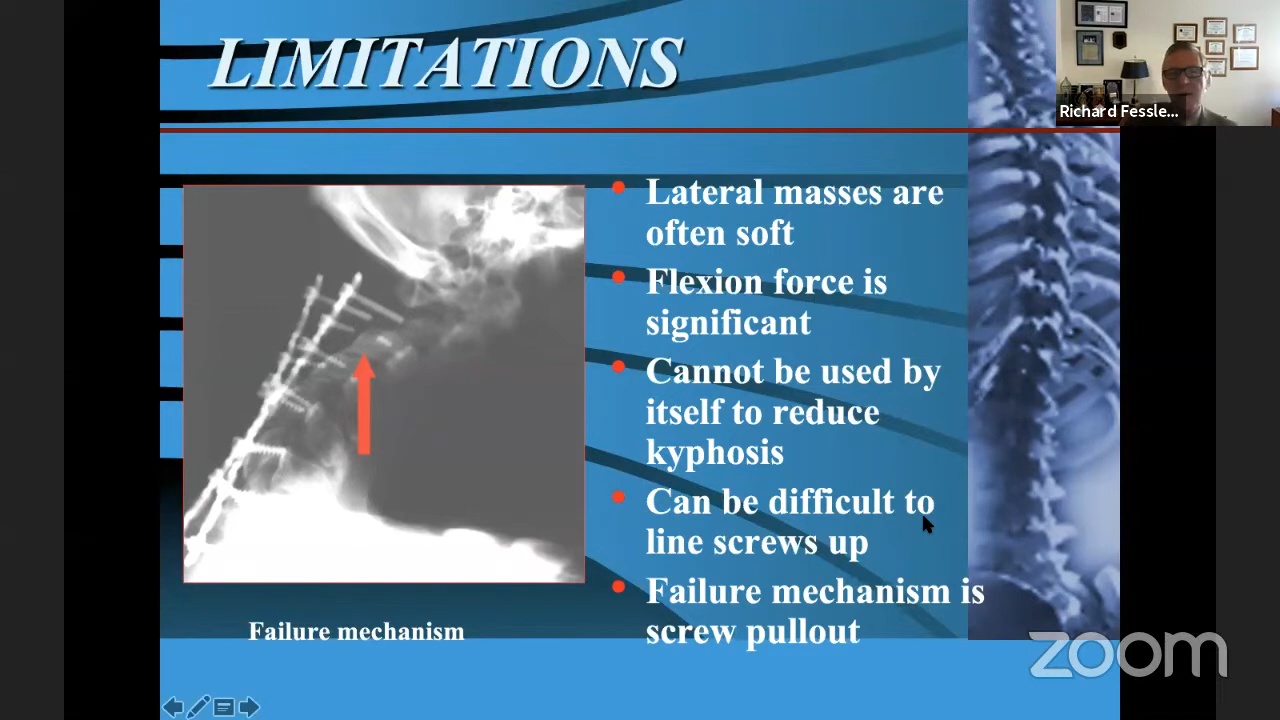 LIMITATIONS
Richard Fessle...
Lateral masses are
often soft
Flexion force is
significant
Cannot be used by
itself to reduce
kyphosis
Can be difficult to
line screws up
Failure mechanism is
screw pullout
Failure mechanism
zoom